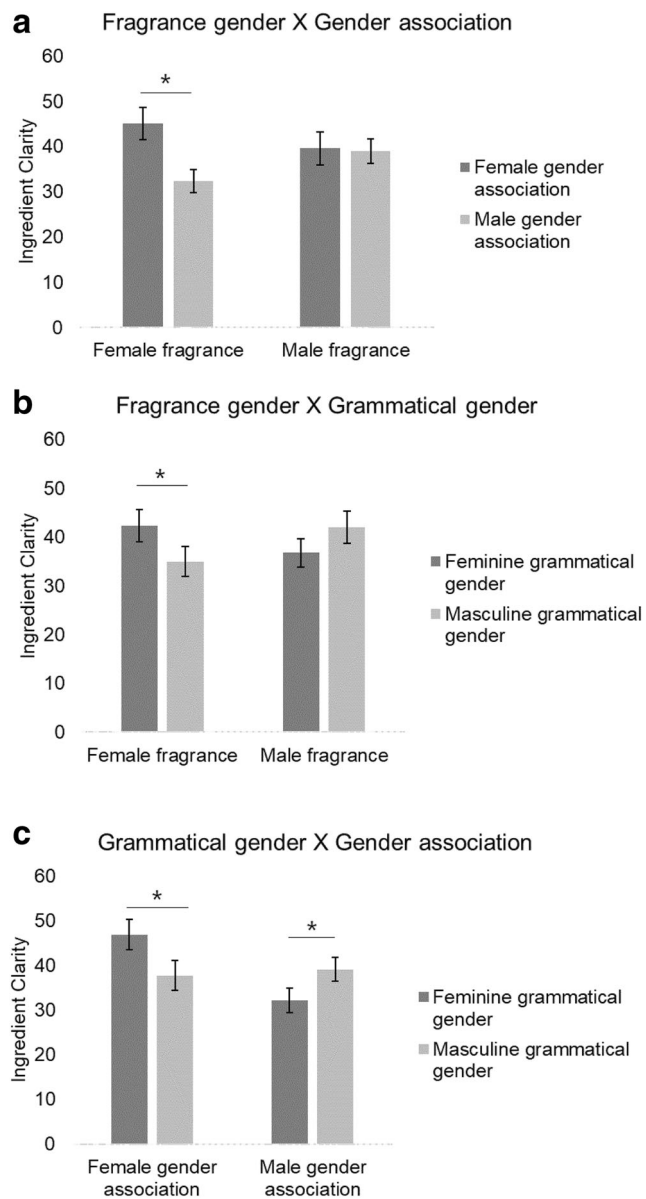 a
Fragrance gender X Gender association
60
50
40
30
20
10
0
Ingredient Clarity
*
Female fragrance
Male fragrance
Female gender
association
Male gender
association
b
Fragrance gender X Grammatical gender
60
50
40
30
20
10
0
Ingredient Clarity
*
Female fragrance
Male fragrance
Feminine grammatical
gender
Masculine grammatical
gender
c
Grammatical gender X Gender association
60
50
40
30
20
10
0
Ingredient Clarity
*
*
Female gender
association
Male gender
association
Feminine grammatical
gender
Masculine grammatical
gender